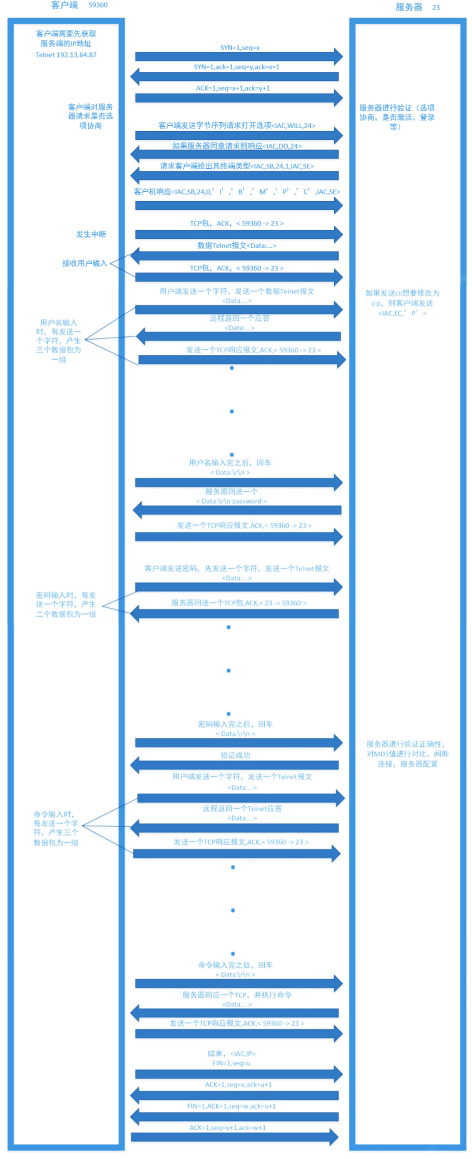 客户端 59360
服务器 23
客户端需要先获取
服务端的IP地址
Telnet 192.13.64.87
SYN=1,seq=x
SYN=1,ack=1,seq=y,ack=x=1
ACK=1,seq=x+1,ack=y+1
客户端对服务
器请求是否选
项协商
服务器进行验证（选项
协商，是否激活、登录
等）
客户端发送字节序列请求打开选项<IAC,WILL,24>
如果服务器同意请求则响应<IAC,DO,24>
请求客户端给出其终端类型<IAC,SB,24,1,IAC,SE>
客户机响应<IAC,SB,24,0,'I','B','M','P','C',IAC,SE>
发生中断
TCP包，ACK，< 59360 -> 23 >
接收用户输入
数据Telnet报文<Data:...>
TCP包，ACK，< 59360 -> 23 >
用户端发送一个字符，发送一个数据Telnet报文
<Data:...>
如果发送cli想要修改为
clp，则客户端发送
<IAC,EC,'P'>
用户名输入
时，每发送一
个字符，产生
三个数据包为
一组
远程返回一个应答
<Data:...>
发送一个TCP响应报文,ACK,< 59360 -> 23 >
用户名输入完之后，回车
< Data:\r\n >
服务器回送一个
< Data:\r\n password >
发送一个TCP响应报文,ACK,< 59360 -> 23 >
客户端发送密码，先发送一个字符，发送一个Telnet报文
<Data:...>
密码输入时，每发
送一个字符，产生
二个数据包为一组
服务器回送一个TCP包,ACK,< 23 -> 59360 >
密码输入完之后，回车
< Data:\r\n >
服务器进行验证正确性，
对MD5值进行对比，间断
连接，服务器配置
验证成功
用户端发送一个字符，发送一个Telnet报文
<Data:...>
命令输入时，
每发送一个字
符，产生三个
数据包为一组
远程返回一个Telnet应答
<Data:...>
发送一个TCP响应报文,ACK,< 59360 -> 23 >
命令输入完之后，回车
< Data:\r\n >
服务器回应一个TCP，并执行命令
<Data:...>
发送一个TCP响应报文,ACK,< 59360 -> 23 >
结束，<IAC,IP>
FIN=1,seq=u
ACK=1,seq=v,ack=u+1
FIN=1,ACK=1,seq=w,ack=u+1
ACK=1,seq=u+1,ack=w+1